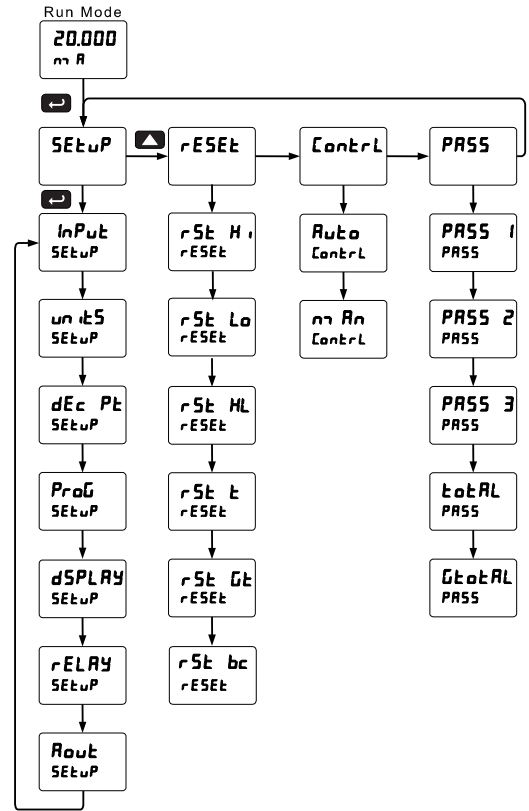 Run Mode
20.000
mA
SEtuP
rESEt
ContrL
PASS
InPut
SEtuP
rSt Hi
rESEt
Auto
ContrL
PASS 1
PASS
unitS
SEtuP
rSt Lo
rESEt
mAn
ContrL
PASS 2
PASS
dEc Pt
SEtuP
rSt HL
rESEt
PASS 3
PASS
ProG
SEtuP
rSt t
rESEt
totAL
PASS
dSPLAY
SEtuP
rSt Gt
rESEt
GtotAL
PASS
rELAY
SEtuP
rSt bc
rESEt
Aout
SEtuP